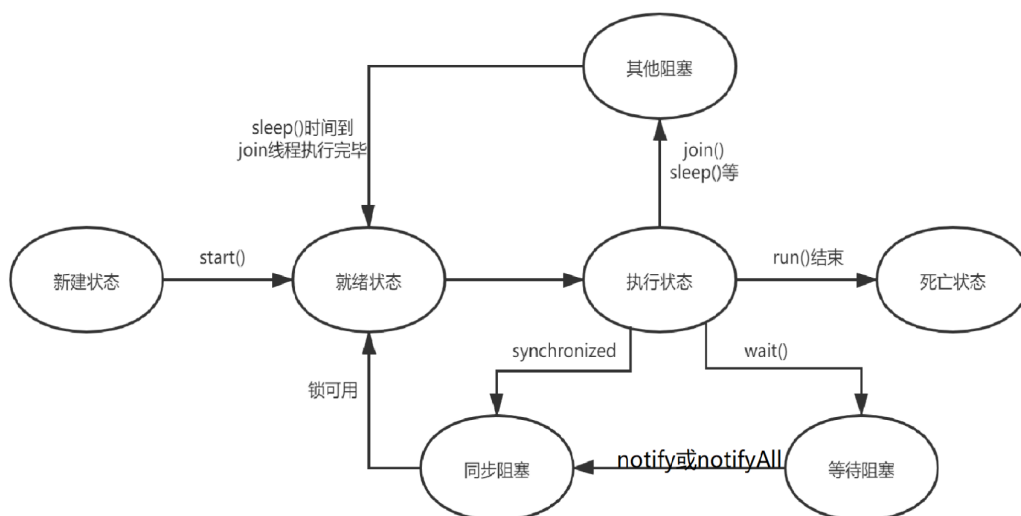 其他阻塞
sleep()时间到
join线程执行完毕
join()
sleep()等
新建状态
start()
就绪状态
执行状态
run()结束
死亡状态
synchronized
wait()
锁可用
同步阻塞
notify或notifyAll
等待阻塞